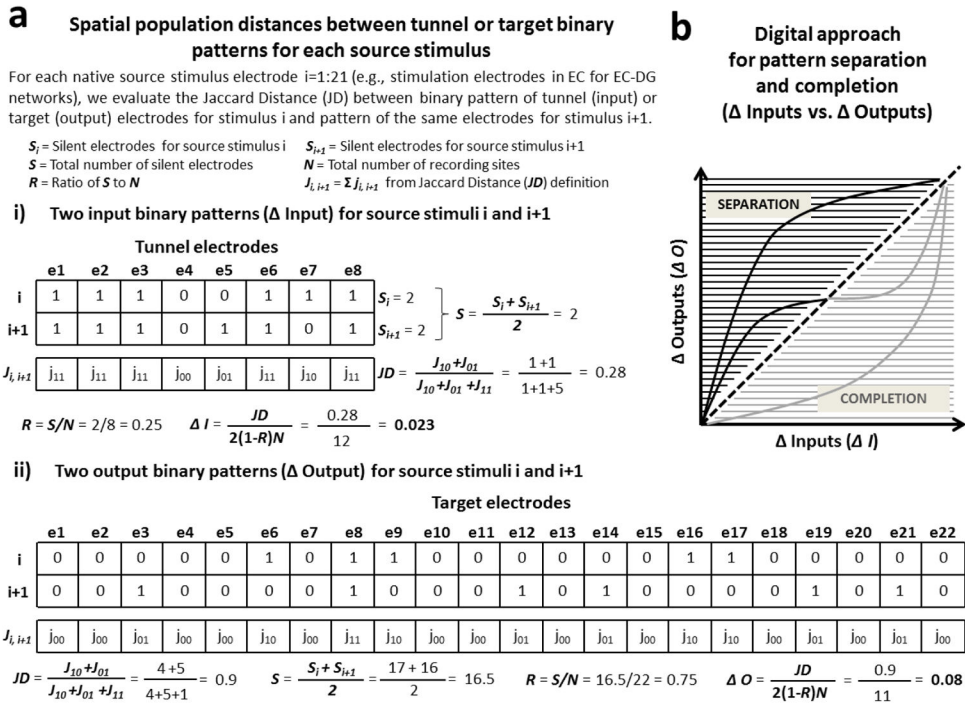 a
Spatial population distances between tunnel or target binary
patterns for each source stimulus
For each native source stimulus electrode i=1:21 (e.g., stimulation electrodes in EC for EC-DG
networks), we evaluate the Jaccard Distance (JD) between binary pattern of tunnel (input) or
target (output) electrodes for stimulus i and pattern of the same electrodes for stimulus i+1.
Si = Silent electrodes for source stimulus i Si+1 = Silent electrodes for source stimulus i+1
S = Total number of silent electrodes N = Total number of recording sites
R = Ratio of S to N Ji, i+1 = Σ ji, i+1 from Jaccard Distance (JD) definition
i) Two input binary patterns (Δ Input) for source stimuli i and i+1
Tunnel electrodes
e1 e2 e3 e4 e5 e6 e7 e8
i 1 1 1 0 0 1 1 1 Si = 2
i+1 1 1 1 0 1 1 0 1 Si+1 = 2
S = Si + Si+1 / 2 = 2
Ji, i+1 j11 j11 j11 j00 j01 j11 j10 j11
JD = J10+J01 / J10+J01 +J11 = 1+1 / 1+1+5 = 0.28
R = S/N = 2/8 = 0.25 Δ I = JD / 2(1-R)N = 0.28 / 12 = 0.023
ii) Two output binary patterns (Δ Output) for source stimuli i and i+1
Target electrodes
e1 e2 e3 e4 e5 e6 e7 e8 e9 e10 e11 e12 e13 e14 e15 e16 e17 e18 e19 e20 e21 e22
i 0 0 0 0 0 1 0 1 1 0 0 0 0 0 0 1 1 0 0 0 0 0
i+1 0 0 1 0 0 0 0 1 0 0 0 1 0 1 0 0 0 0 1 0 1 0
Ji, i+1 j00 j00 j01 j00 j00 j10 j00 j11 j10 j00 j00 j01 j00 j01 j00 j10 j10 j00 j01 j00 j01 j00
JD = J10+J01 / J10+J01 +J11 = 4+5 / 4+5+1 = 0.9 S = Si + Si+1 / 2 = 17 + 16 / 2 = 16.5 R = S/N = 16.5/22 = 0.75 Δ O = JD / 2(1-R)N = 0.9 / 11 = 0.08
b
Digital approach
for pattern separation
and completion
(Δ Inputs vs. Δ Outputs)
SEPARATION
COMPLETION
Δ Outputs (Δ O)
Δ Inputs (Δ I)